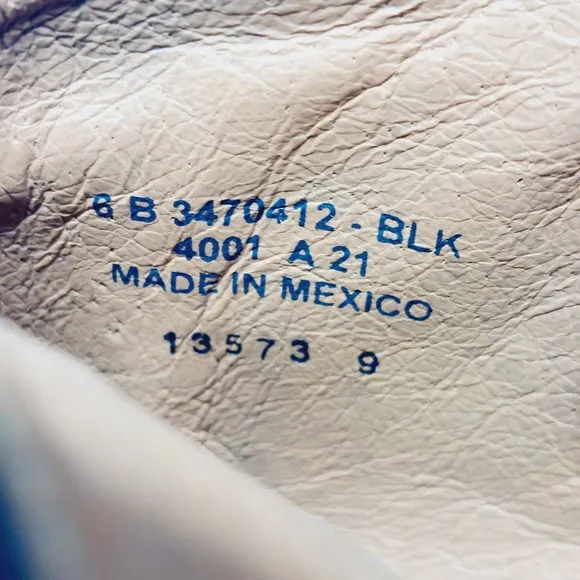 6 B 3470412 - BLK
4001 A 21
MADE IN MEXICO
13573 9